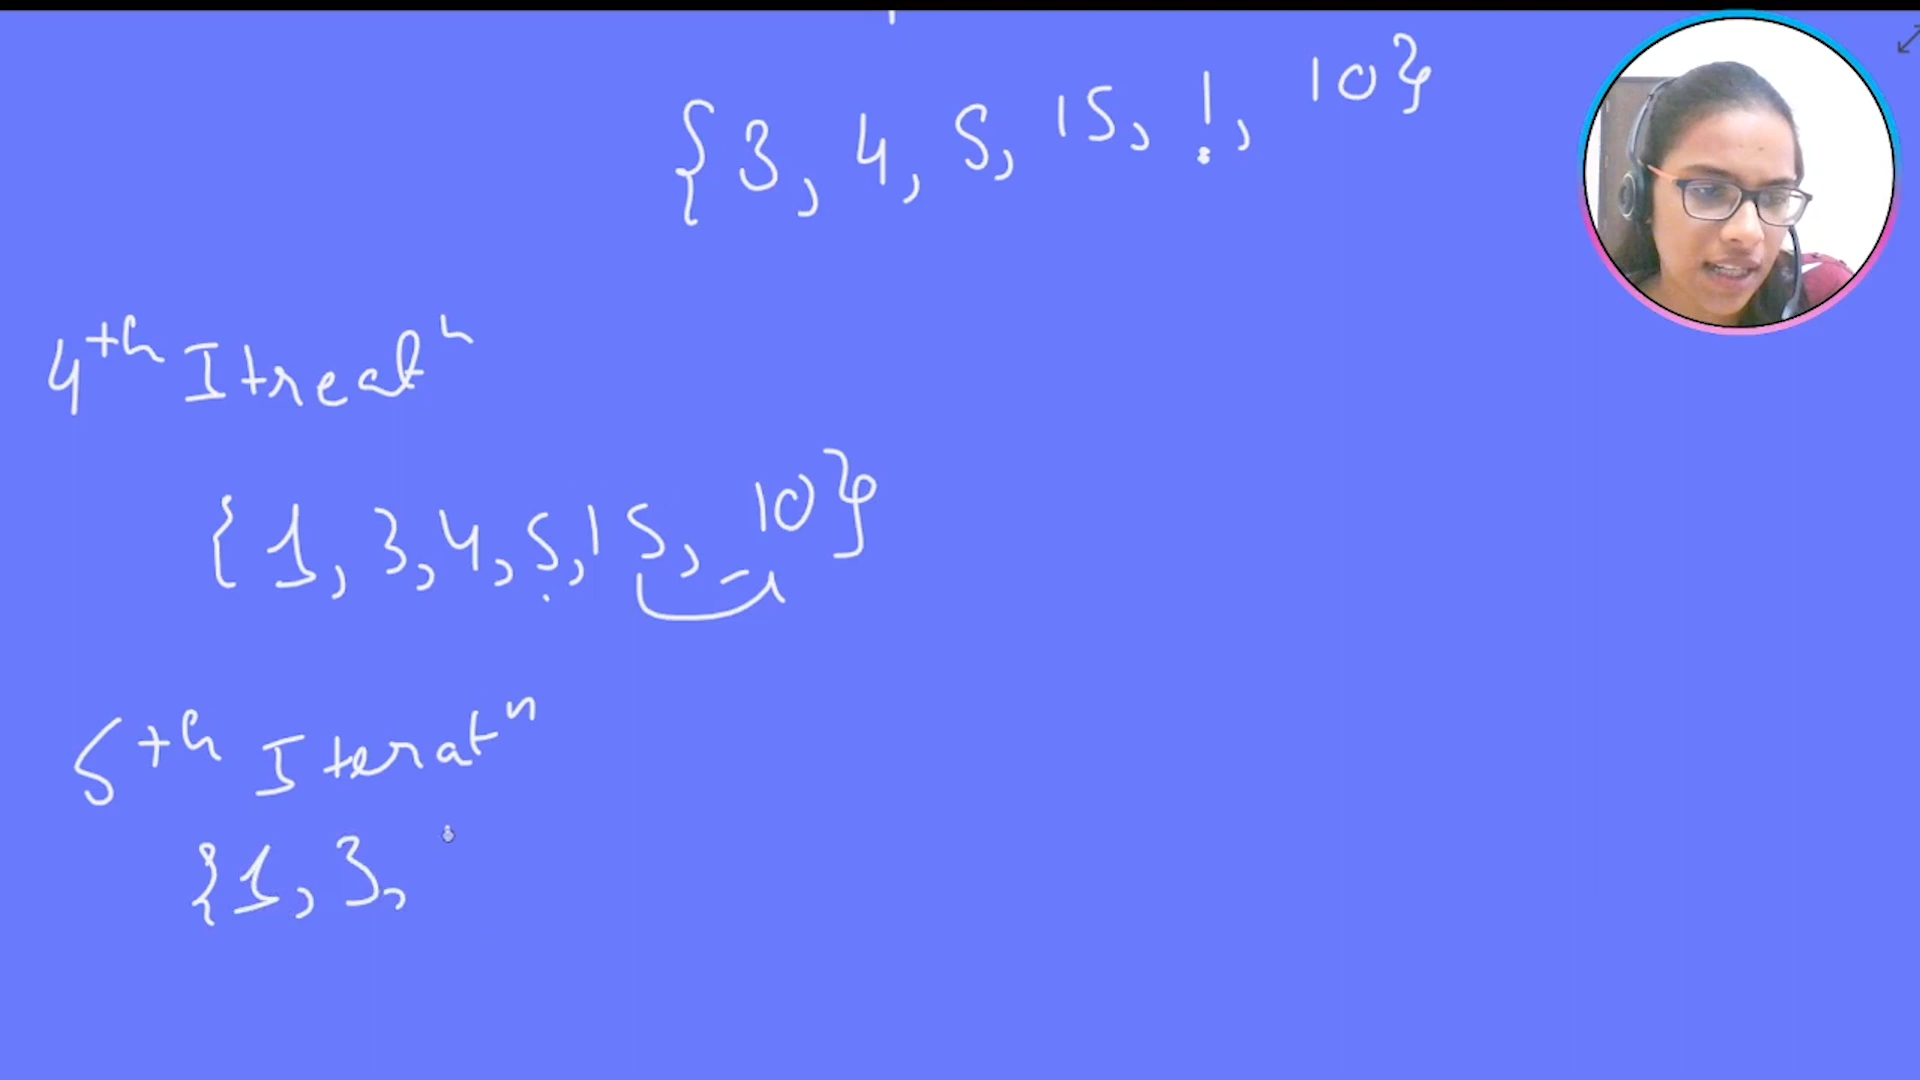 {3, 4, 5, 15, 1, 10}
4th Itreatn
{1, 3, 4, 5, 15, 10}
5th Iteratn
{1, 3,